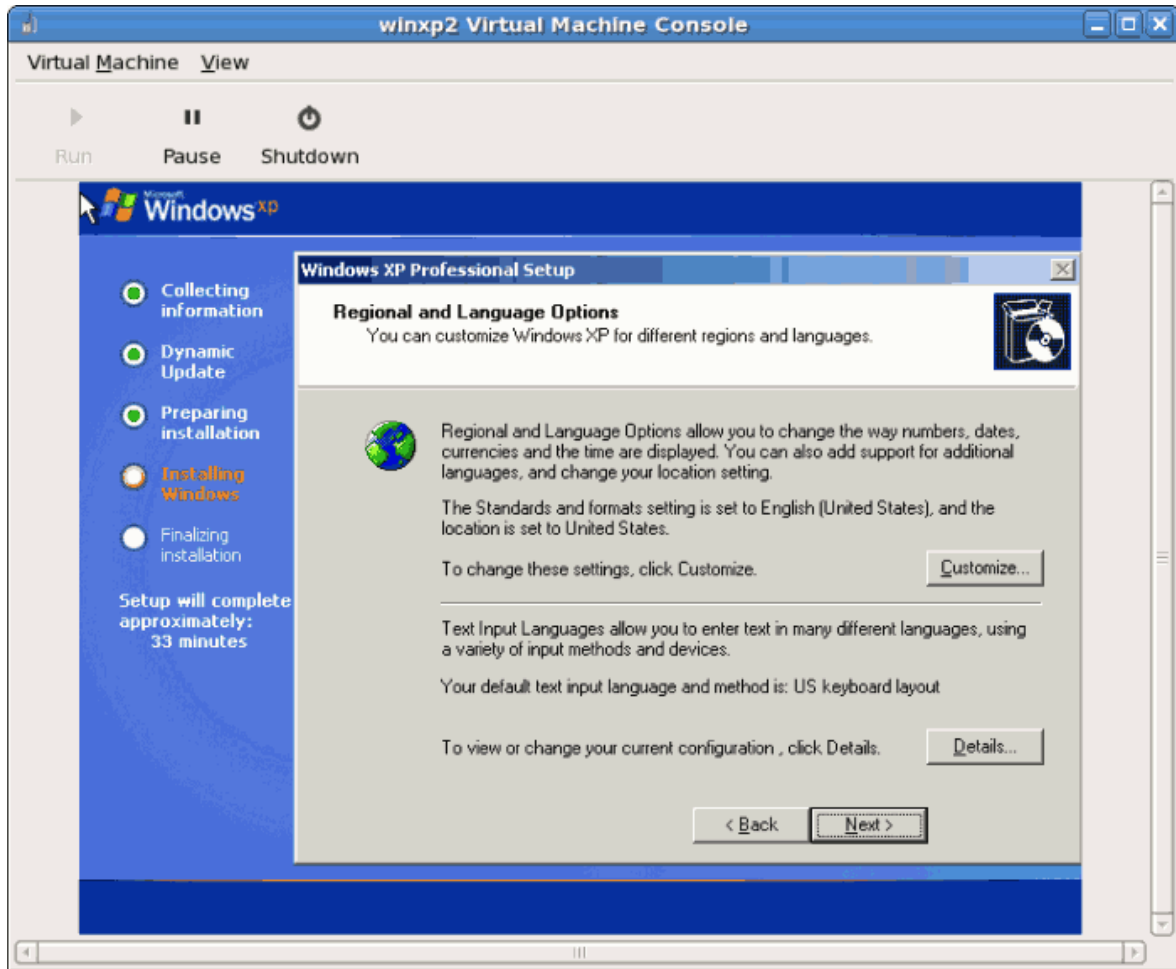 winxp2 Virtual Machine Console
Virtual Machine View
Run Pause Shutdown
Microsoft
Windows xp
Collecting
information
Dynamic
Update
Preparing
installation
Installing
Windows
Finalizing
installation
Setup will complete
approximately:
33 minutes
Windows XP Professional Setup
Regional and Language Options
You can customize Windows XP for different regions and languages.
Regional and Language Options allow you to change the way numbers, dates,
currencies and the time are displayed. You can also add support for additional
languages, and change your location setting.
The Standards and formats setting is set to English (United States), and the
location is set to United States.
To change these settings, click Customize.
Customize...
Text Input Languages allow you to enter text in many different languages, using
a variety of input methods and devices.
Your default text input language and method is: US keyboard layout
To view or change your current configuration , click Details.
Details...
< Back Next >